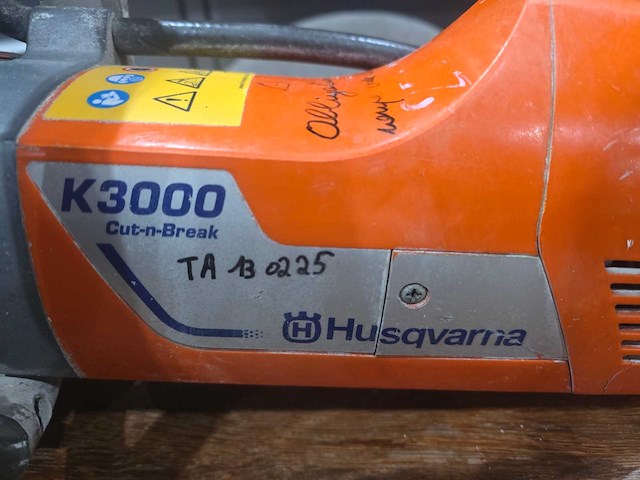 K3000
Cut-n-Break
TA 13 0225
Husqvarna